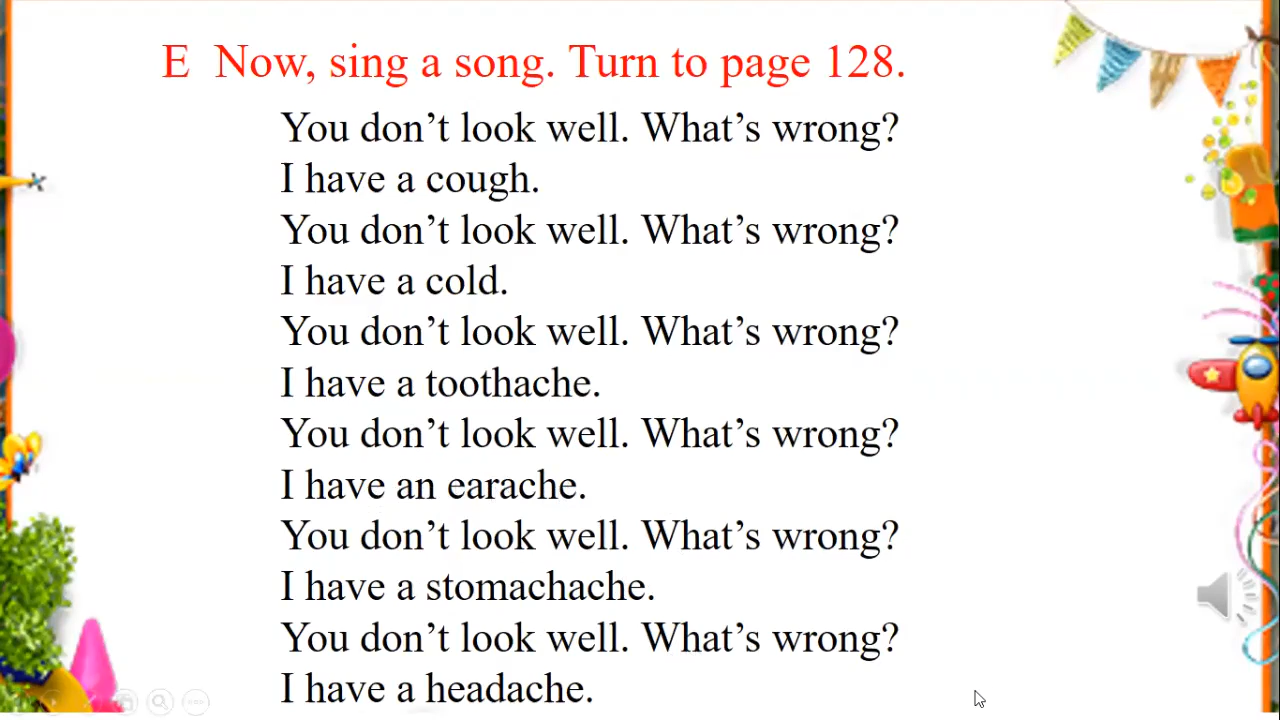 E Now, sing a song. Turn to page 128.
You don’t look well. What’s wrong?
I have a cough.
You don’t look well. What’s wrong?
I have a cold.
You don’t look well. What’s wrong?
I have a toothache.
You don’t look well. What’s wrong?
I have an earache.
You don’t look well. What’s wrong?
I have a stomachache.
You don’t look well. What’s wrong?
I have a headache.